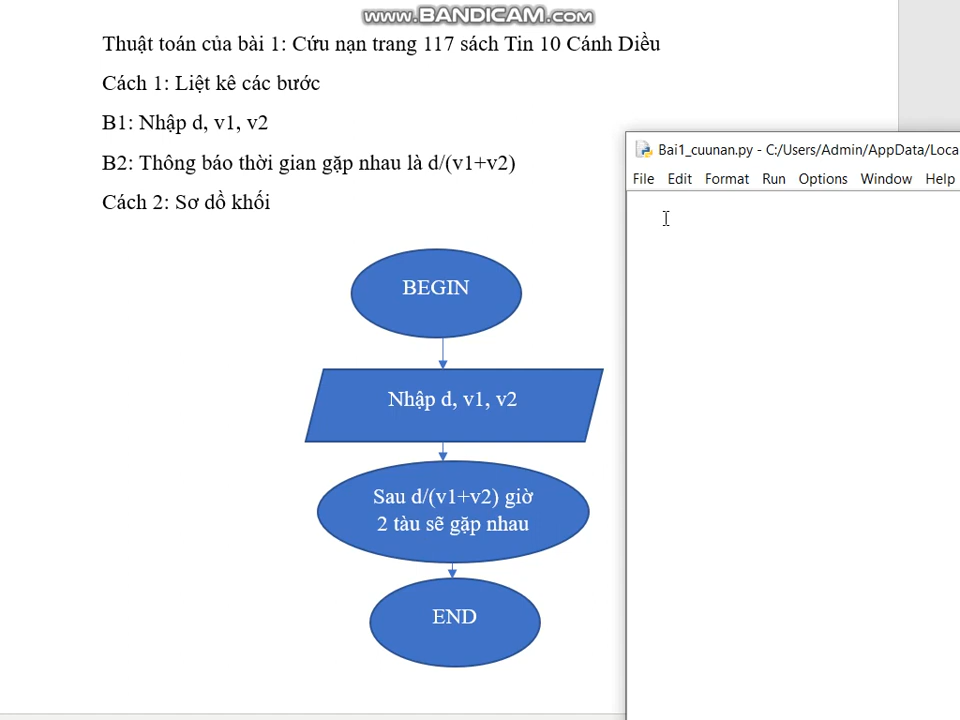 www.BANDICAM.com
Thuật toán của bài 1: Cứu nạn trang 117 sách Tin 10 Cánh Diều
Cách 1: Liệt kê các bước
B1: Nhập d, v1, v2
B2: Thông báo thời gian gặp nhau là d/(v1+v2)
Cách 2: Sơ dồ khối
BEGIN
Nhập d, v1, v2
Sau d/(v1+v2) giờ
2 tàu sẽ gặp nhau
END
Bai1_cuunan.py - C:/Users/Admin/AppData/Loca
File Edit Format Run Options Window Help